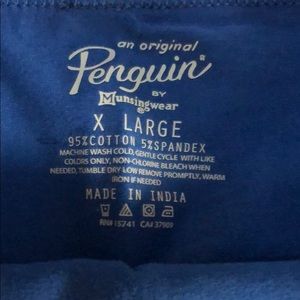 an original
Penguin
BY
Munsingwear
X LARGE
95%COTTON 5%SPANDEX
MACHINE WASH COLD, GENTLE CYCLE WITH LIKE
COLORS ONLY, NON-CHLORINE BLEACH WHEN
NEEDED, TUMBLE DRY LOW REMOVE PROMPTLY, WARM
IRON IF NEEDED
MADE IN INDIA
RN# 15741 CA# 37909